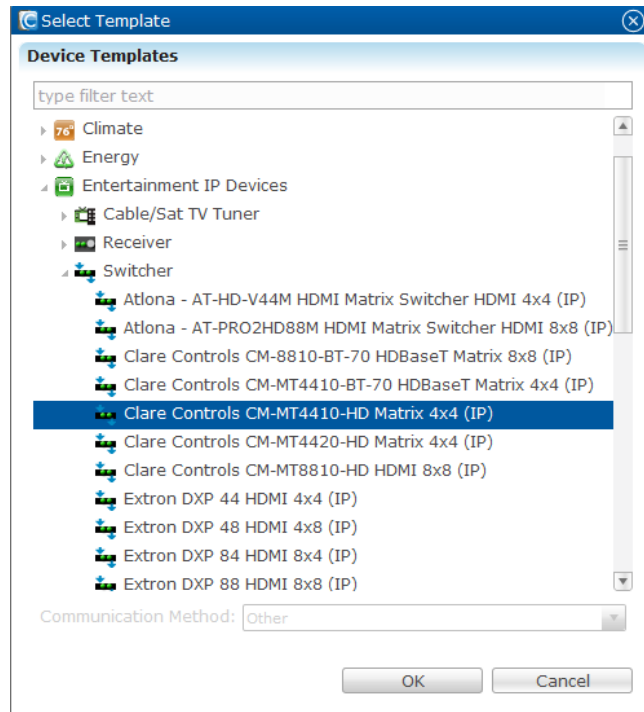 Select Template
Device Templates
type filter text
76° Climate
Energy
Entertainment IP Devices
Cable/Sat TV Tuner
Receiver
Switcher
Atlona - AT-HD-V44M HDMI Matrix Switcher HDMI 4x4 (IP)
Atlona - AT-PRO2HD88M HDMI Matrix Switcher HDMI 8x8 (IP)
Clare Controls CM-8810-BT-70 HDBaseT Matrix 8x8 (IP)
Clare Controls CM-MT4410-BT-70 HDBaseT Matrix 4x4 (IP)
Clare Controls CM-MT4410-HD Matrix 4x4 (IP)
Clare Controls CM-MT4420-HD Matrix 4x4 (IP)
Clare Controls CM-MT8810-HD HDMI 8x8 (IP)
Extron DXP 44 HDMI 4x4 (IP)
Extron DXP 48 HDMI 4x8 (IP)
Extron DXP 84 HDMI 8x4 (IP)
Extron DXP 88 HDMI 8x8 (IP)
Communication Method: Other
OK Cancel